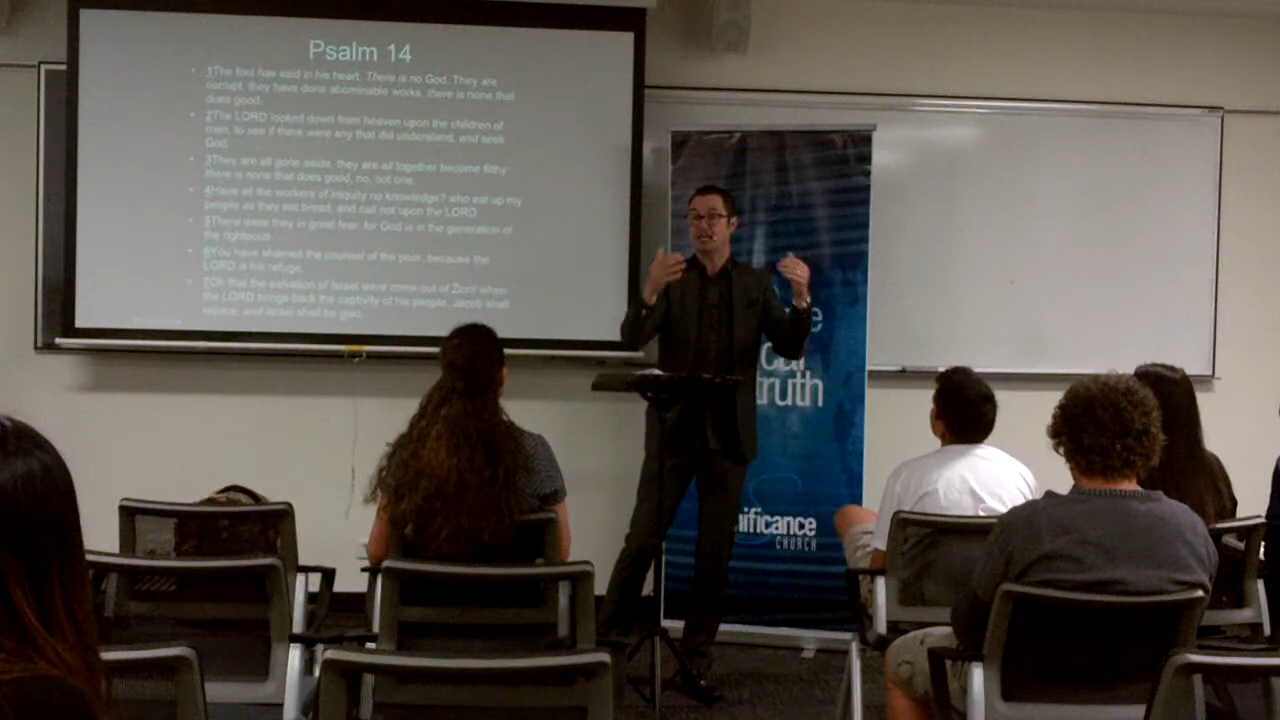 Psalm 14
• 1The fool has said in his heart, There is no God. They are
corrupt, they have done abominable works, there is none that
does good.
• 2The LORD looked down from heaven upon the children of
men, to see if there were any that did understand, and seek
God.
• 3They are all gone aside, they are all together become filthy:
there is none that does good, no, not one.
• 4Have all the workers of iniquity no knowledge? who eat up my
people as they eat bread, and call not upon the LORD
• 5There were they in great fear: for God is in the generation of
the righteous.
• 6You have shamed the counsel of the poor, because the
LORD is his refuge.
• 7Oh that the salvation of Israel were come out of Zion! when
the LORD brings back the captivity of his people, Jacob shall
rejoice, and Israel shall be glad.
truth
nificance
CHURCH